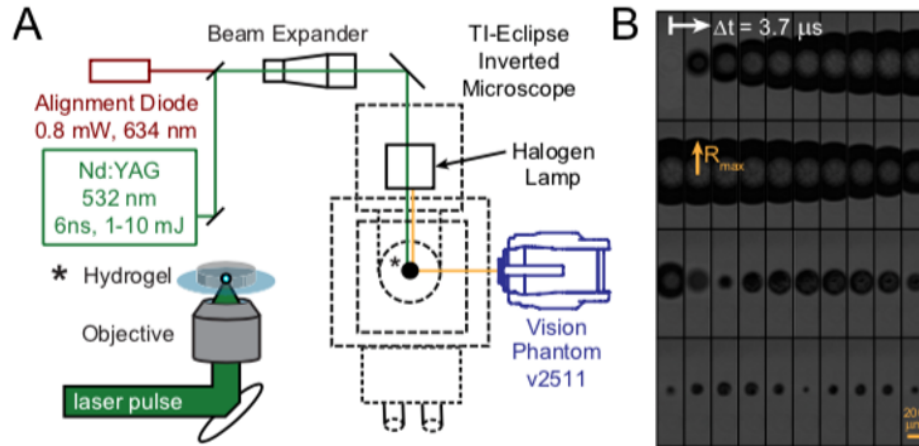 A
Beam Expander
TI-Eclipse
Inverted
Microscope
Alignment Diode
0.8 mW, 634 nm
Nd:YAG
532 nm
6ns, 1-10 mJ
Halogen
Lamp
* Hydrogel
*
Objective
laser pulse
Vision
Phantom
v2511
B
Δt = 3.7 μs
Rmax